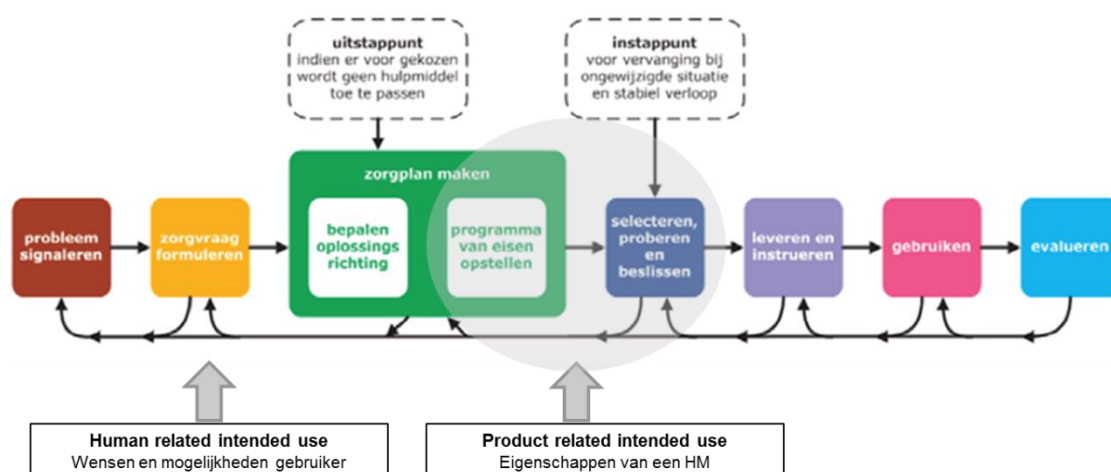 uitstappunt
indien er voor gekozen
wordt geen hulpmiddel
toe te passen
instappunt
voor vervanging bij
ongewijzigde situatie
en stabiel verloop
zorgplan maken
probleem
signaleren
zorgvraag
formuleren
bepalen
oplossings
richting
programma
van eisen
opstellen
selecteren,
proberen
en
beslissen
leveren en
instrueren
gebruiken
evalueren
Human related intended use
Wensen en mogelijkheden gebruiker
Product related intended use
Eigenschappen van een HM